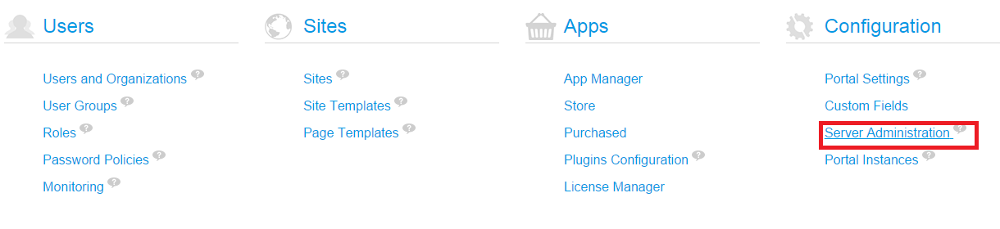 Users
Users and Organizations
User Groups
Roles
Password Policies
Monitoring
Sites
Sites
Site Templates
Page Templates
Apps
App Manager
Store
Purchased
Plugins Configuration
License Manager
Configuration
Portal Settings
Custom Fields
Server Administration
Portal Instances